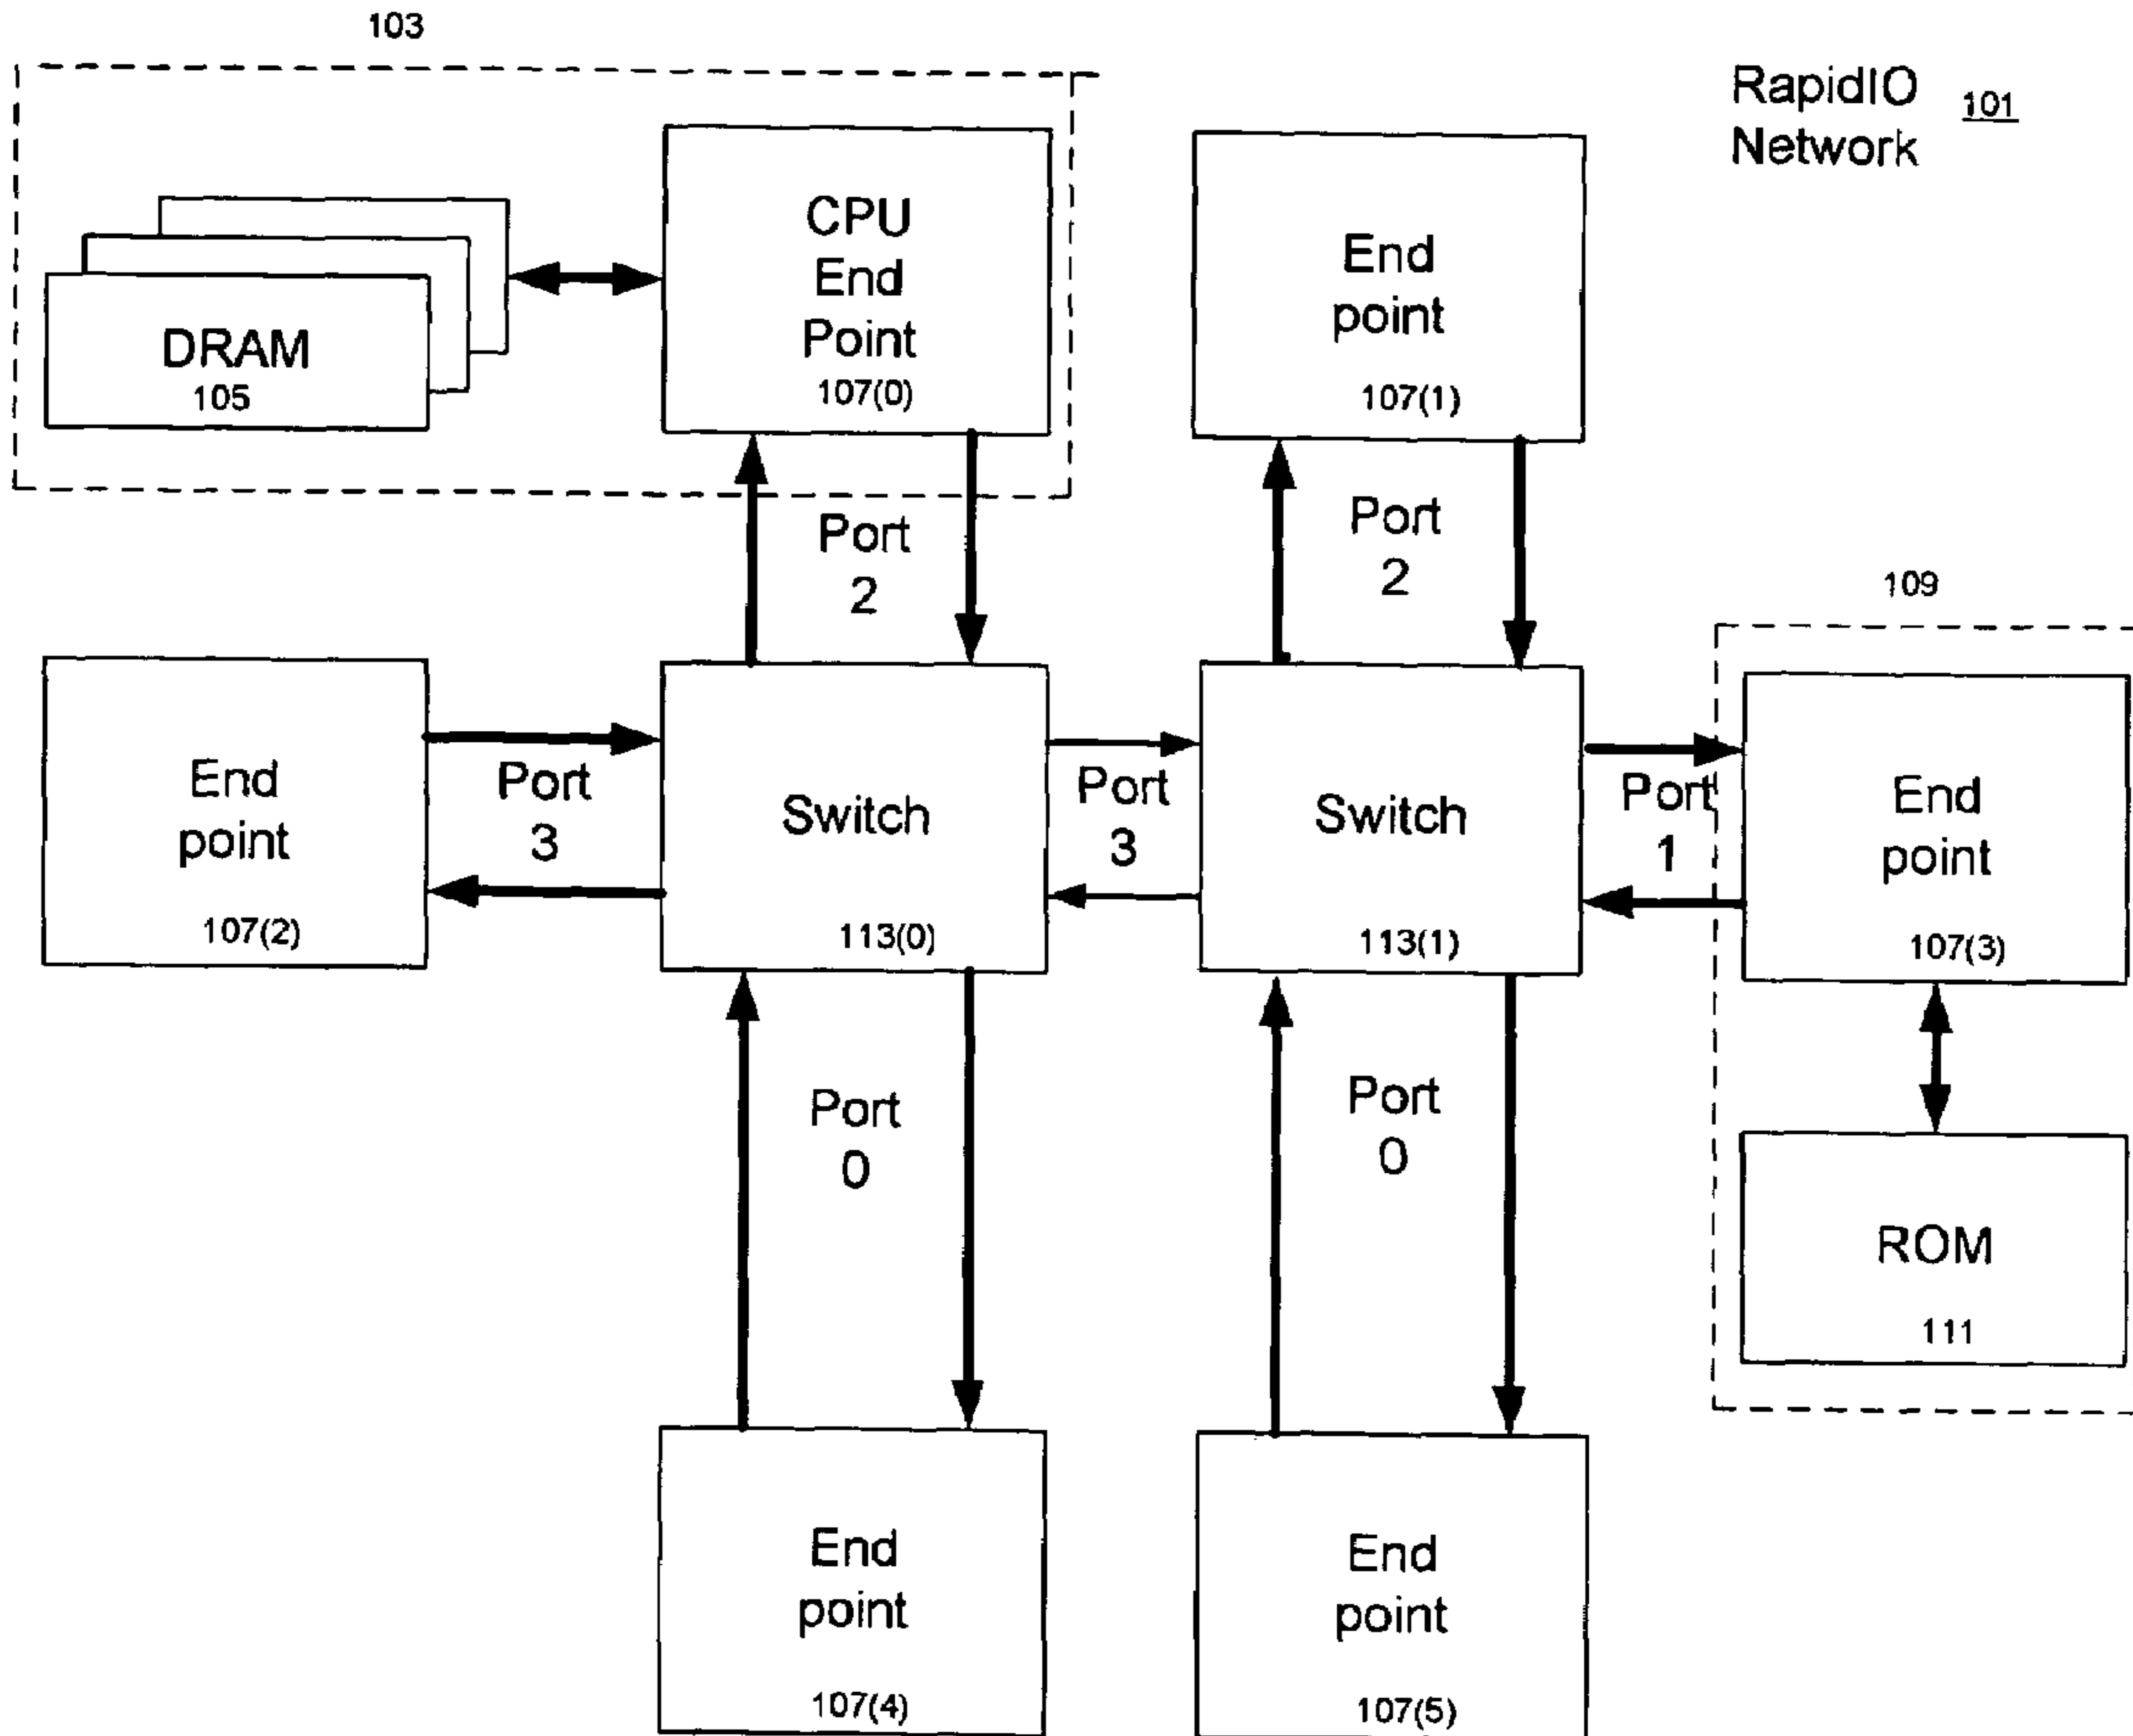 103
RapidIO 101
Network
CPU
End
Point
107(0)
DRAM
105
End
point
107(1)
Port
2
Port
2
109
End
point
107(2)
Port
3
Switch
113(0)
Port
3
Switch
113(1)
Port
1
End
point
107(3)
Port
0
Port
0
ROM
111
End
point
107(4)
End
point
107(5)